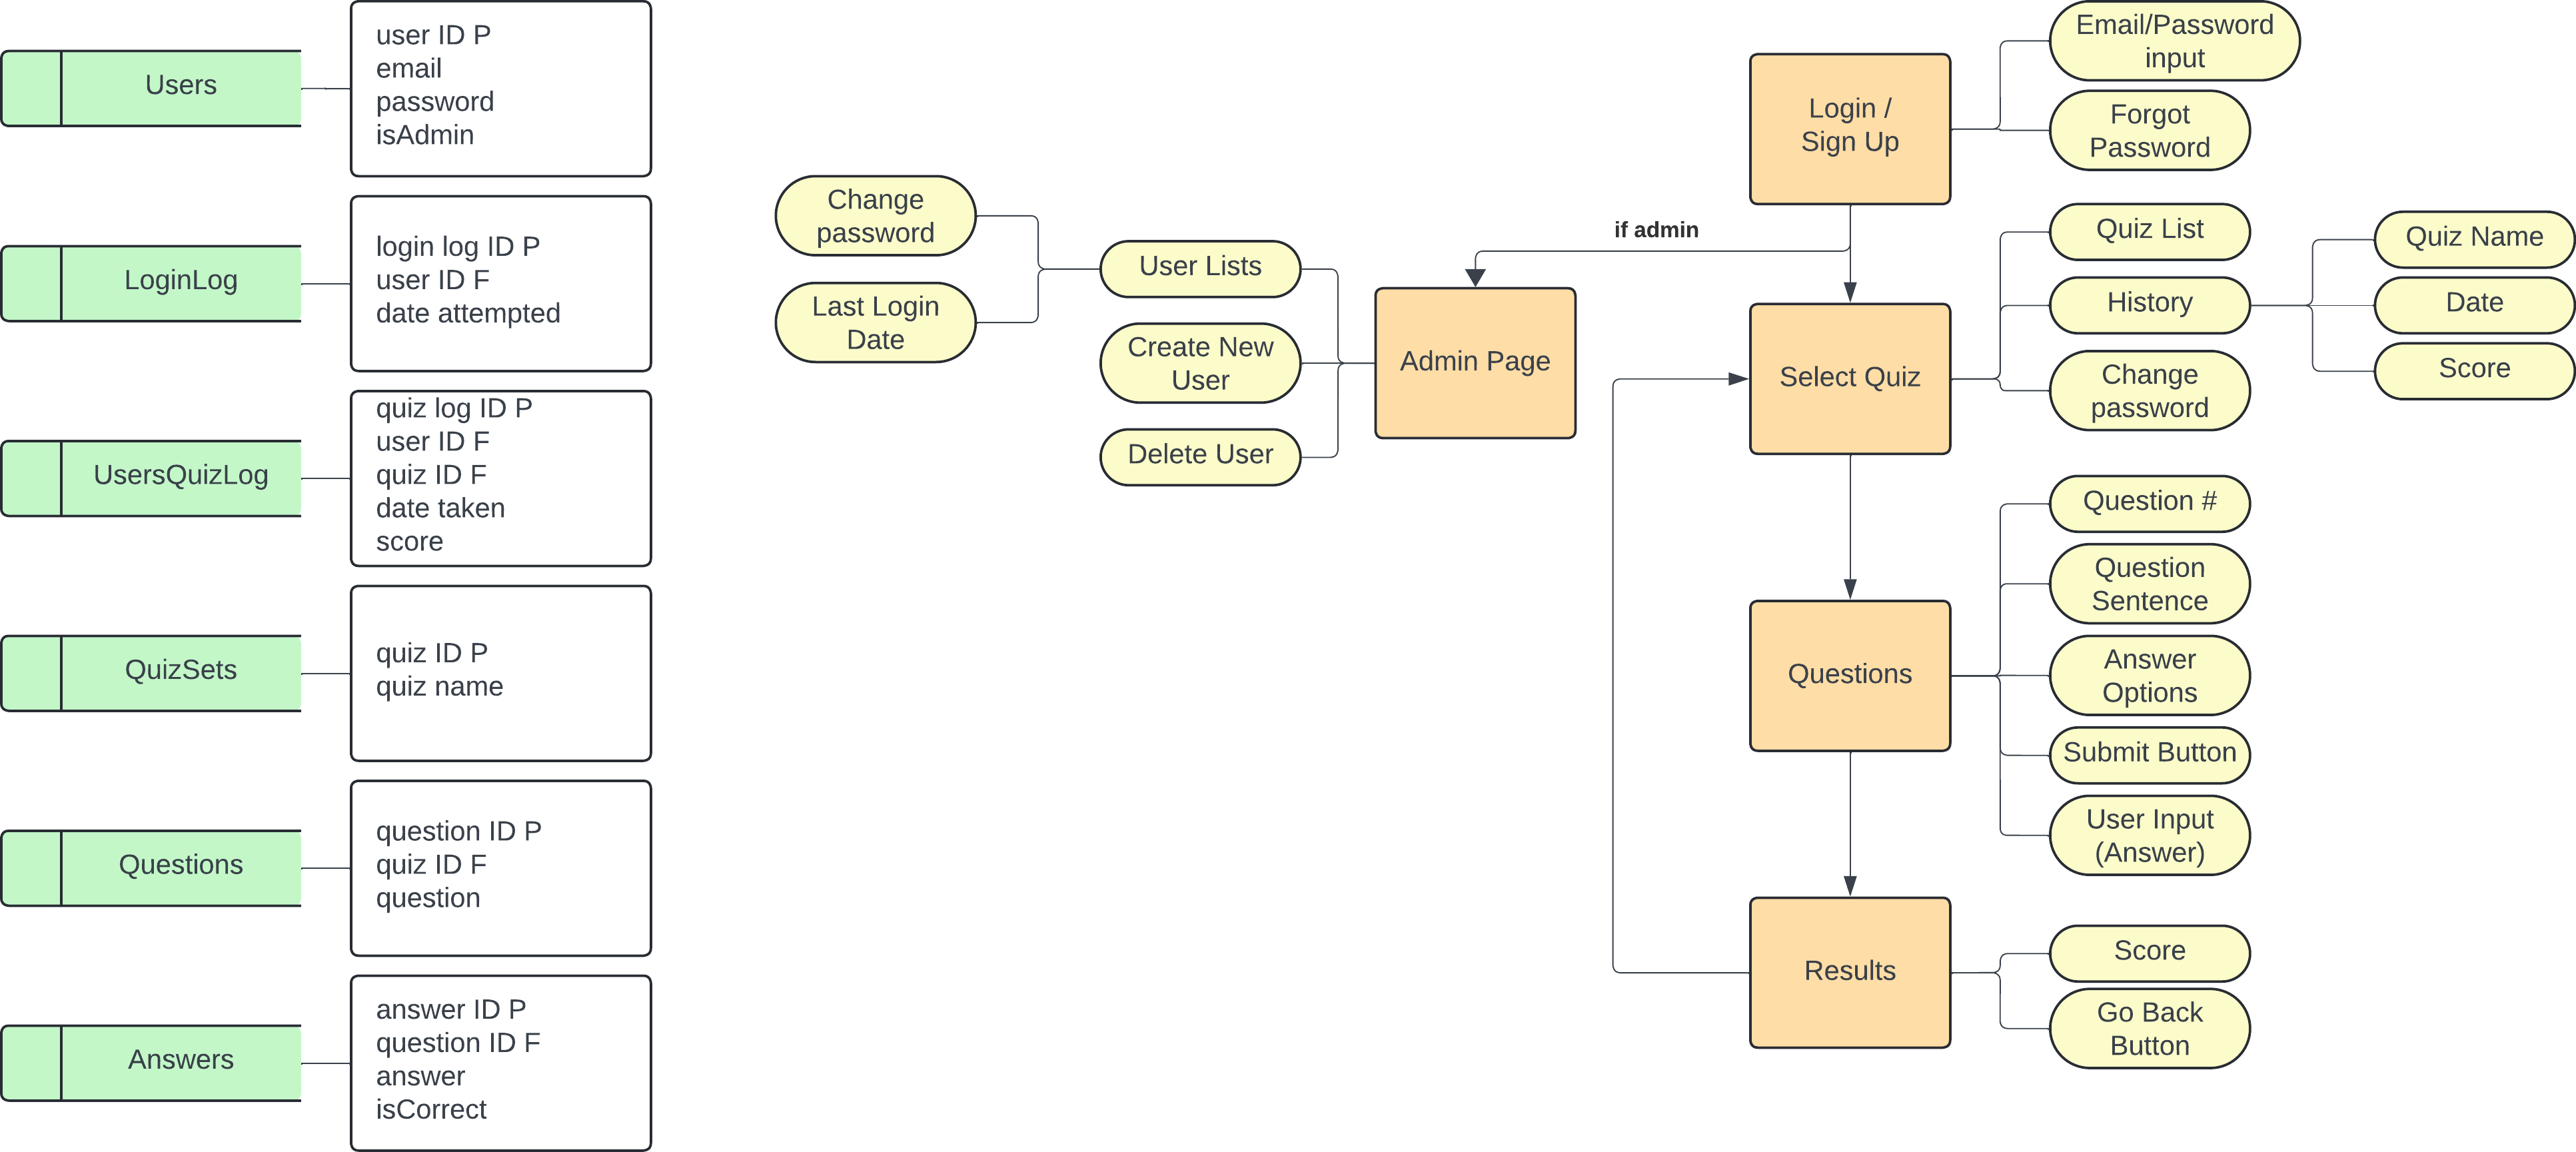 Users
user ID P
email
password
isAdmin
LoginLog
login log ID P
user ID F
date attempted
UsersQuizLog
quiz log ID P
user ID F
quiz ID F
date taken
score
QuizSets
quiz ID P
quiz name
Questions
question ID P
quiz ID F
question
Answers
answer ID P
question ID F
answer
isCorrect
Change
password
Last Login
Date
User Lists
Create New
User
Delete User
if admin
Admin Page
Login /
Sign Up
Email/Password
input
Forgot
Password
Select Quiz
Quiz List
History
Change
password
Quiz Name
Date
Score
Questions
Question #
Question
Sentence
Answer
Options
Submit Button
User Input
(Answer)
Results
Score
Go Back
Button